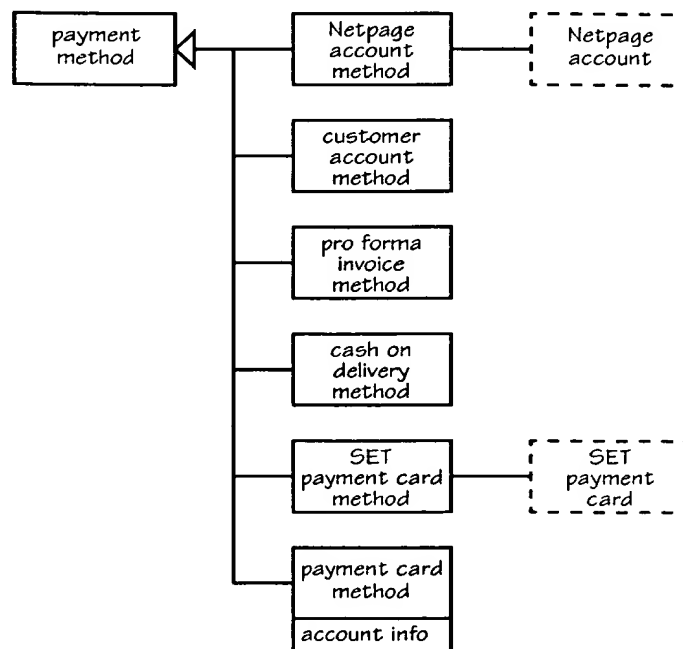 payment
method
Netpage
account
method
Netpage
account
customer
account
method
pro forma
invoice
method
cash on
delivery
method
SET
payment card
method
SET
payment
card
payment card
method
account info